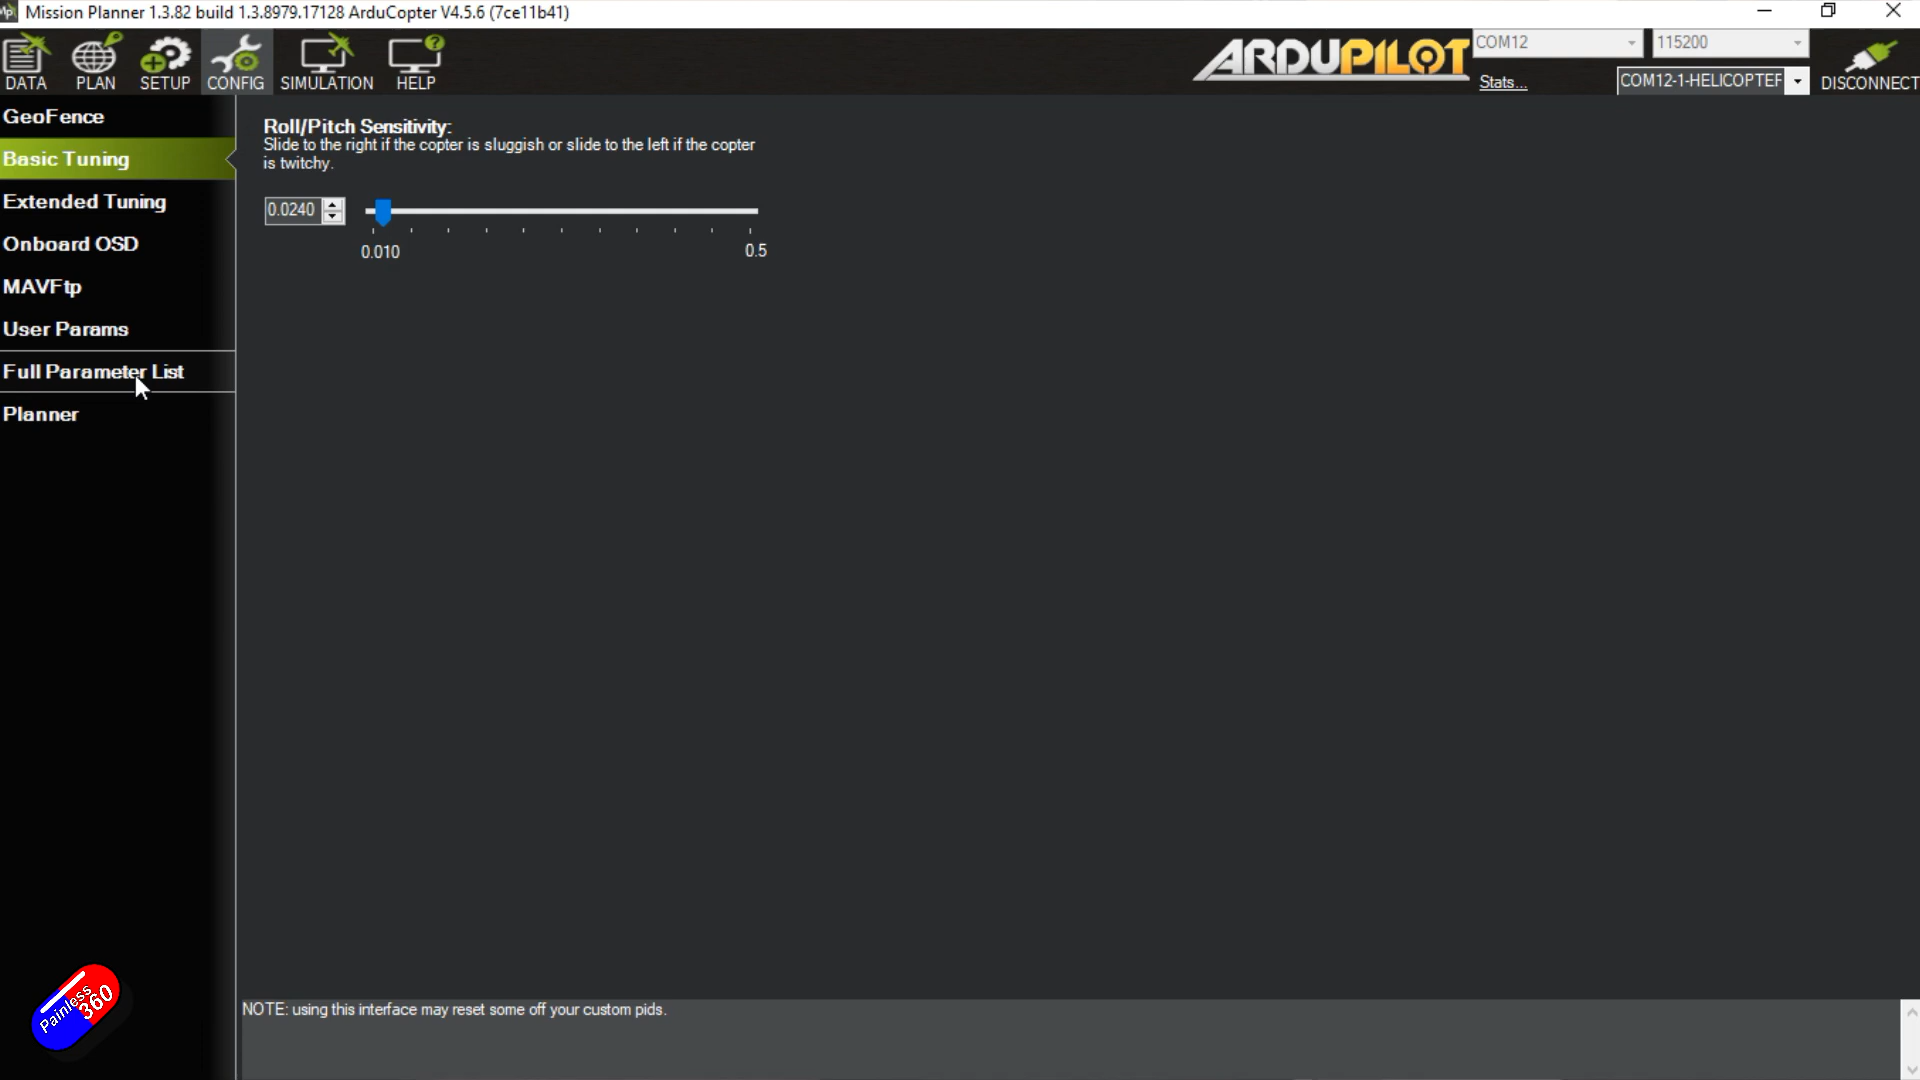 Mission Planner 1.3.82 build 1.3.8979.17128 ArduCopter V4.5.6 (7ce11b41)
DATA
PLAN
SETUP
CONFIG
SIMULATION
HELP
ARDUPILOT
COM12
115200
Stats...
COM12-1-HELICOPTER
DISCONNECT
GeoFence
Basic Tuning
Extended Tuning
Onboard OSD
MAVFtp
User Params
Full Parameter List
Planner
Roll/Pitch Sensitivity:
Slide to the right if the copter is sluggish or slide to the left if the copter
is twitchy.
0.0240
0.010
0.5
NOTE: using this interface may reset some off your custom pids.
Painless
360